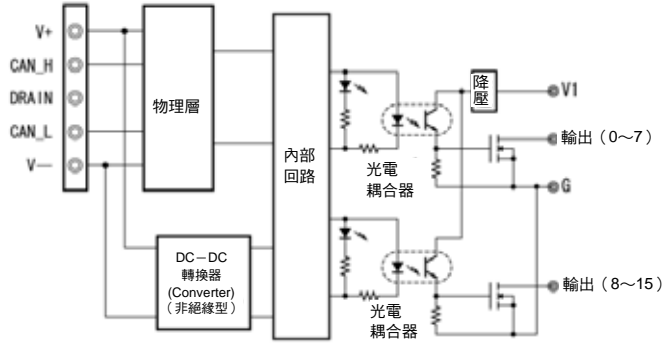 V+
CAN_H
DRAIN
CAN_L
V—
物理層
DC－DC
轉換器
(Converter)
（非絕緣型）
內部
回路
光電
耦合器
降
壓
V1
輸出（0～7）
G
光電
耦合器
輸出（8～15）